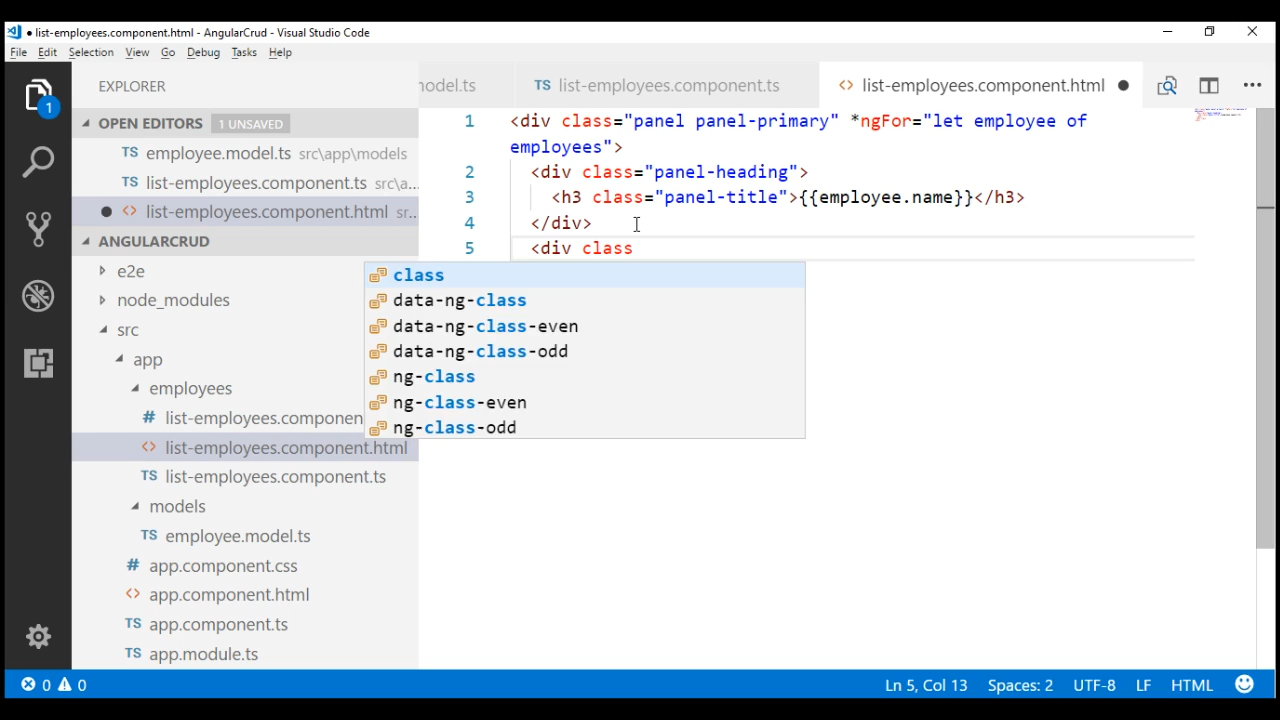 list-employees.component.html - AngularCrud - Visual Studio Code
File Edit Selection View Go Debug Tasks Help
EXPLORER
OPEN EDITORS 1 UNSAVED
TS employee.model.ts src\app\models
TS list-employees.component.ts src\a...
<> list-employees.component.html sr...
ANGULARCRUD
e2e
node_modules
src
app
employees
# list-employees.componen
<> list-employees.component.html
TS list-employees.component.ts
models
TS employee.model.ts
# app.component.css
<> app.component.html
TS app.component.ts
TS app.module.ts
1
nodel.ts TS list-employees.component.ts <> list-employees.component.html
1 <div class="panel panel-primary" *ngFor="let employee of
employees">
2 <div class="panel-heading">
3 <h3 class="panel-title">{{employee.name}}</h3>
4 </div>
5 <div class
class
data-ng-class
data-ng-class-even
data-ng-class-odd
ng-class
ng-class-even
ng-class-odd
0 0 Ln 5, Col 13 Spaces: 2 UTF-8 LF HTML